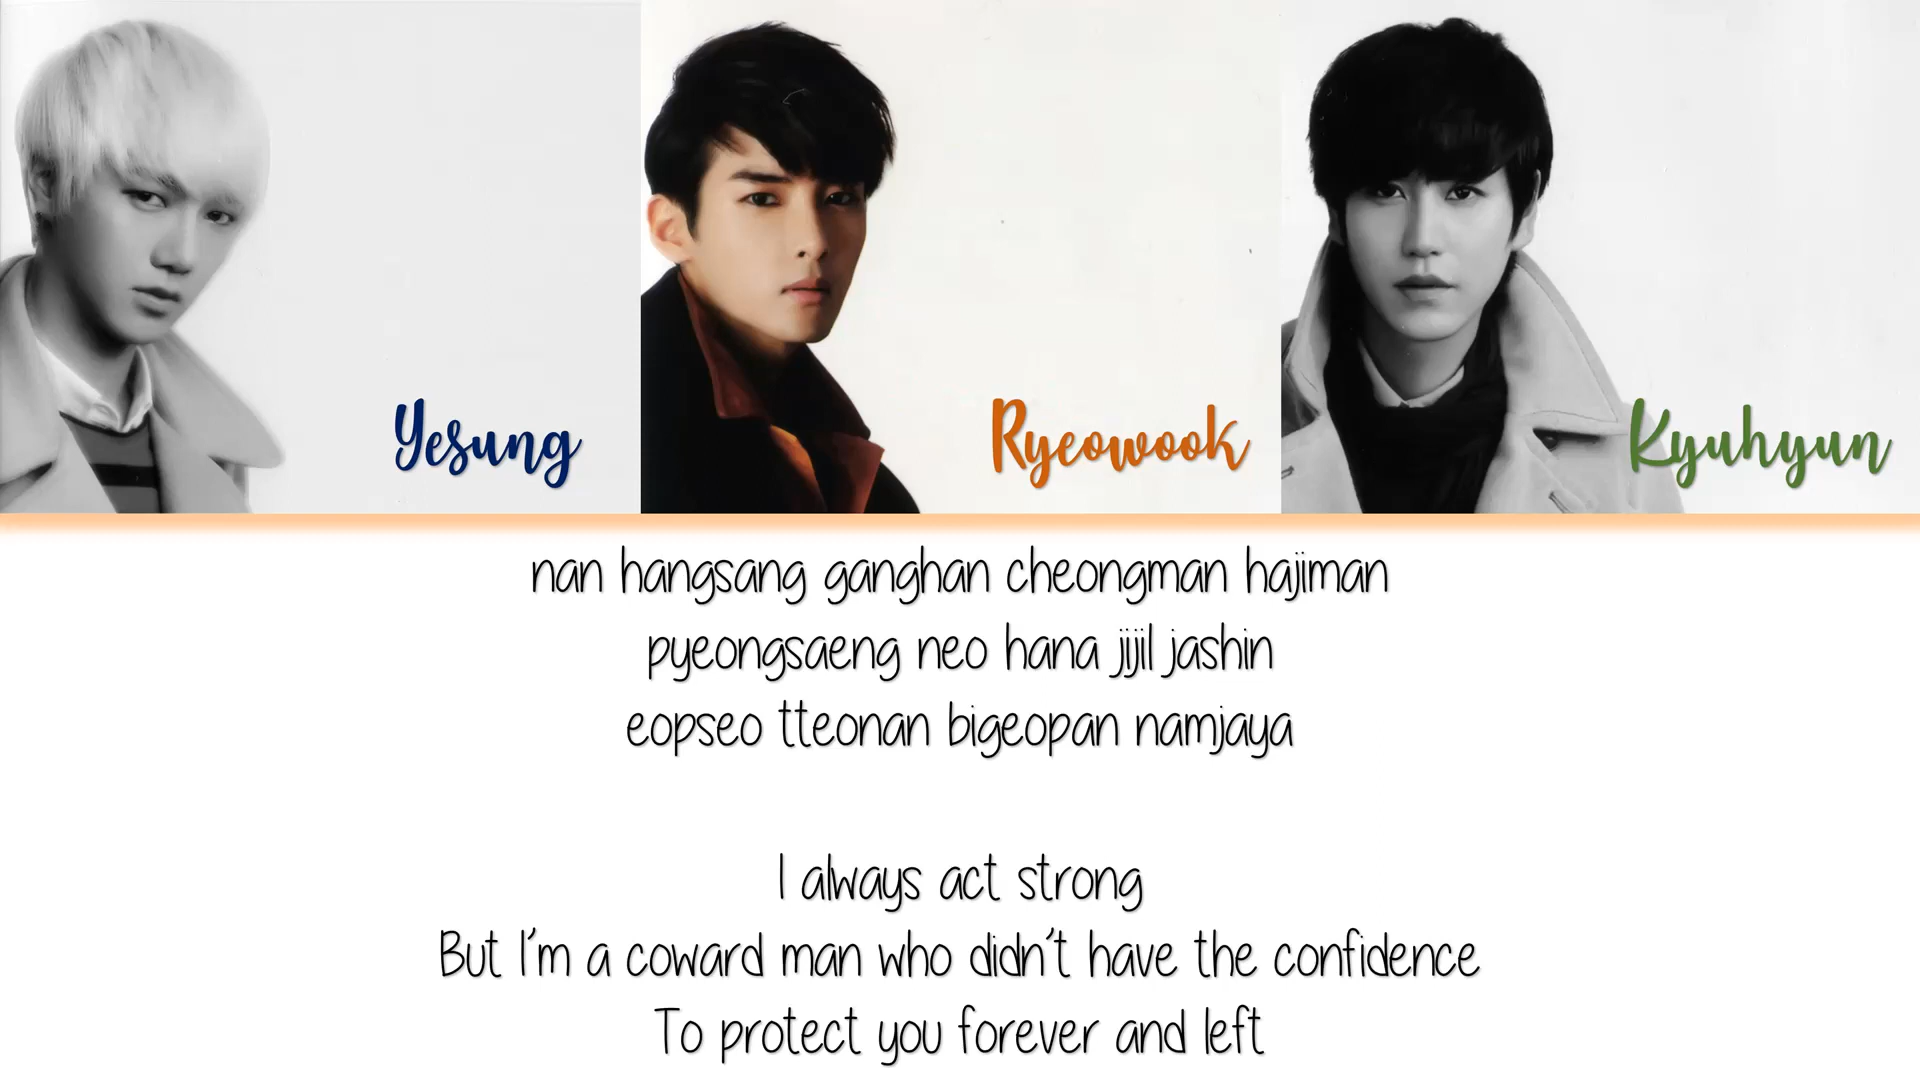 Yesung
Ryeowook
Kyuhyun
nan hangsang ganghan cheongman hajiman
pyeongsaeng neo hana jijil jashin
eopseo tteonan bigeopan namjaya
I always act strong
But I'm a coward man who didn't have the confidence
To protect you forever and left